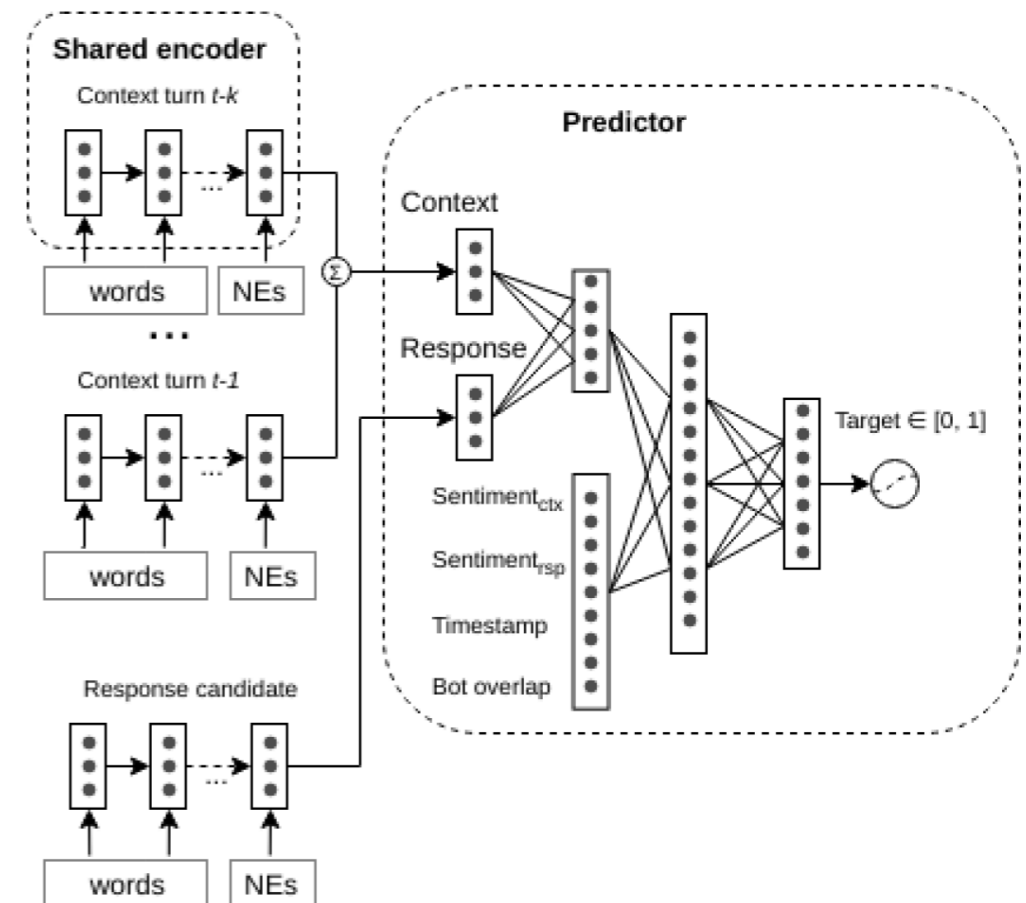 Shared encoder
Context turn t-k
...
words
NEs
...
Context turn t-1
...
words
NEs
Response candidate
...
words
NEs
Σ
Predictor
Context
Response
Sentimentctx
Sentimentrsp
Timestamp
Bot overlap
Target ∈ [0, 1]